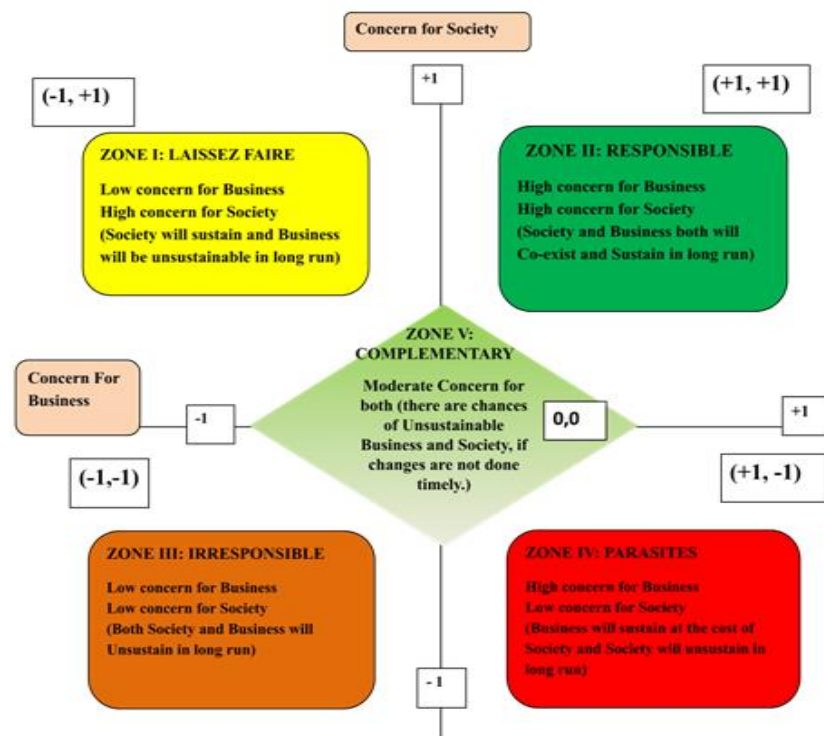 Concern for Society
(-1, +1)
+1
(+1, +1)
ZONE I: LAISSEZ FAIRE
Low concern for Business
High concern for Society
(Society will sustain and Business
will be unsustainable in long run)
ZONE II: RESPONSIBLE
High concern for Business
High concern for Society
(Society and Business both will
Co-exist and Sustain in long run)
ZONE V:
COMPLEMENTARY
Moderate Concern for
both (there are chances
of Unsustainable
Business and Society, if
changes are not done
timely.)
0,0
Concern For
Business
-1
+1
(-1,-1)
(+1, -1)
ZONE III: IRRESPONSIBLE
Low concern for Business
Low concern for Society
(Both Society and Business will
Unsustain in long run)
ZONE IV: PARASITES
High concern for Business
Low concern for Society
(Business will sustain at the cost of
Society and Society will unsustain in
long run)
- 1